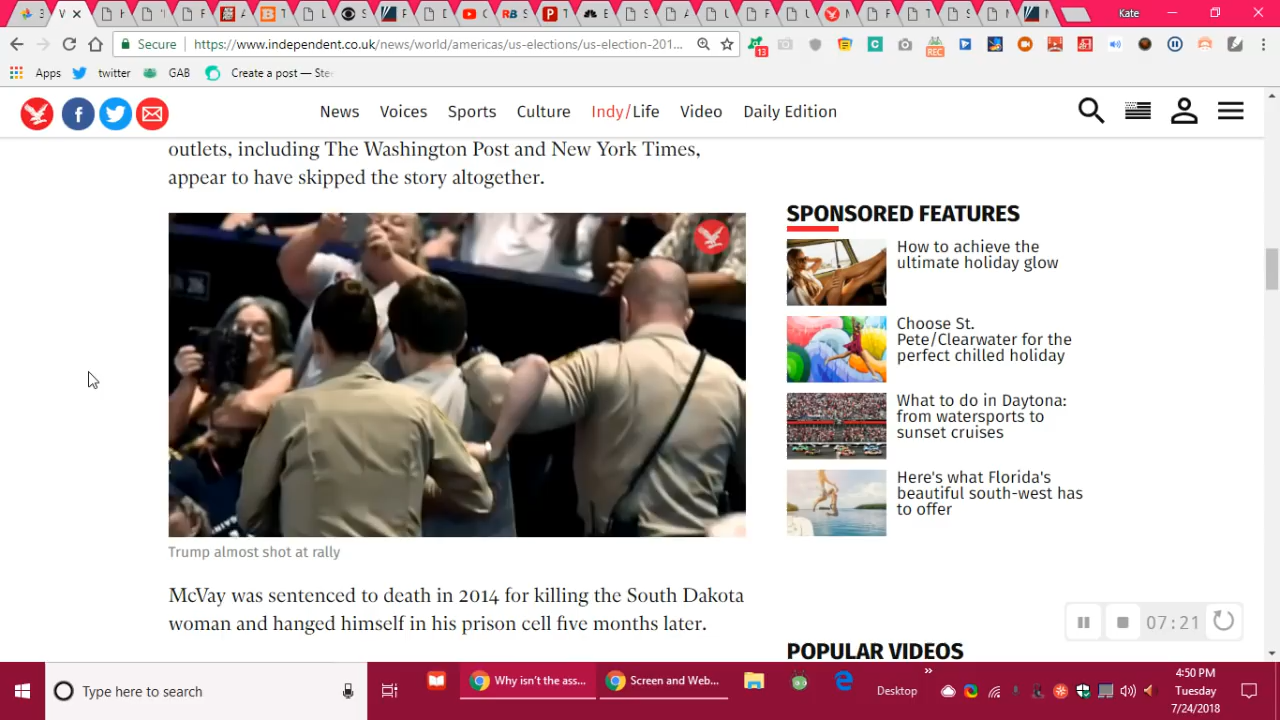 Kate
Secure
https://www.independent.co.uk/news/world/americas/us-elections/us-election-201...
13
REC
Apps
twitter
GAB
Create a post — Ste
News
Voices
Sports
Culture
Indy/Life
Video
Daily Edition
outlets, including The Washington Post and New York Times,
appear to have skipped the story altogether.
Trump almost shot at rally
McVay was sentenced to death in 2014 for killing the South Dakota
woman and hanged himself in his prison cell five months later.
SPONSORED FEATURES
How to achieve the
ultimate holiday glow
Choose St.
Pete/Clearwater for the
perfect chilled holiday
What to do in Daytona:
from watersports to
sunset cruises
Here's what Florida's
beautiful south-west has
to offer
07:21
POPULAR VIDEOS
Type here to search
Why isn't the ass...
Screen and Web...
Desktop
4:50 PM
Tuesday
7/24/2018